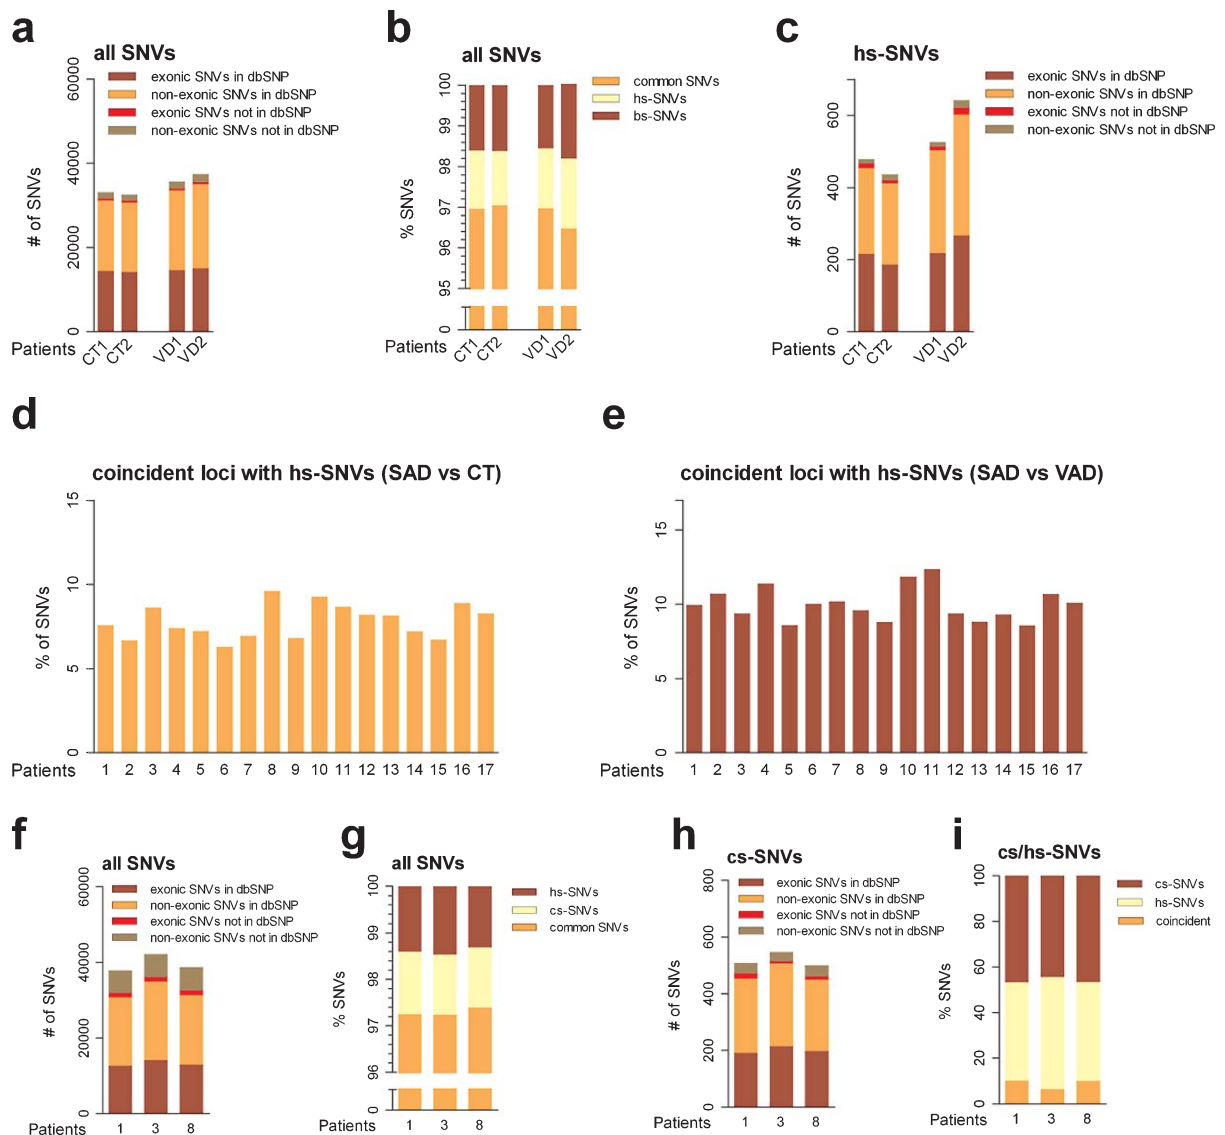 a
all SNVs
exonic SNVs in dbSNP
non-exonic SNVs in dbSNP
exonic SNVs not in dbSNP
non-exonic SNVs not in dbSNP
# of SNVs
60000
40000
20000
0
Patients
CT1 CT2 VD1 VD2
b
all SNVs
common SNVs
hs-SNVs
bs-SNVs
% SNVs
100
99
98
97
96
95
0
Patients
CT1 CT2 VD1 VD2
c
hs-SNVs
exonic SNVs in dbSNP
non-exonic SNVs in dbSNP
exonic SNVs not in dbSNP
non-exonic SNVs not in dbSNP
# of SNVs
600
400
200
0
Patients
CT1 CT2 VD1 VD2
d
coincident loci with hs-SNVs (SAD vs CT)
% of SNVs
15
10
5
0
Patients 1 2 3 4 5 6 7 8 9 10 11 12 13 14 15 16 17
e
coincident loci with hs-SNVs (SAD vs VAD)
% of SNVs
15
10
5
0
Patients 1 2 3 4 5 6 7 8 9 10 11 12 13 14 15 16 17
f
all SNVs
exonic SNVs in dbSNP
non-exonic SNVs in dbSNP
exonic SNVs not in dbSNP
non-exonic SNVs not in dbSNP
# of SNVs
60000
40000
20000
0
Patients 1 3 8
g
all SNVs
hs-SNVs
cs-SNVs
common SNVs
% SNVs
100
99
98
97
96
0
Patients 1 3 8
h
cs-SNVs
exonic SNVs in dbSNP
non-exonic SNVs in dbSNP
exonic SNVs not in dbSNP
non-exonic SNVs not in dbSNP
# of SNVs
800
600
400
200
0
Patients 1 3 8
i
cs/hs-SNVs
cs-SNVs
hs-SNVs
coincident
% SNVs
100
80
60
40
20
0
Patients 1 3 8